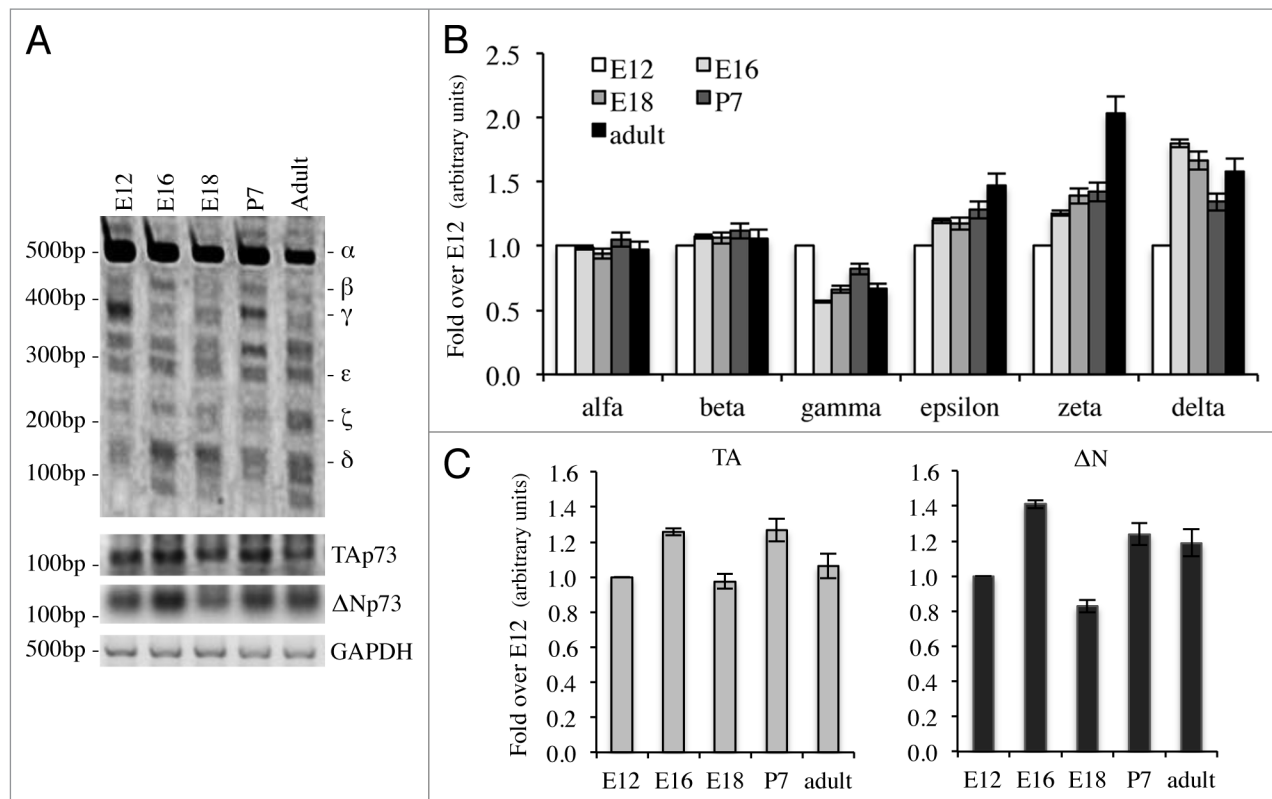 A
E12 E16 E18 P7 Adult
500bp - - α
- β
400bp -
- γ
300bp -
- ε
200bp - - ζ
- δ
100bp -
100bp - TAp73
100bp - ΔNp73
500bp - GAPDH
B
Fold over E12 (arbitrary units)
2.5
2.0
1.5
1.0
0.5
0.0
E12 E16
E18 P7
adult
alfa beta gamma epsilon zeta delta
C
TA
Fold over E12 (arbitrary units)
1.6
1.4
1.2
1.0
0.8
0.6
0.4
0.2
0.0
E12 E16 E18 P7 adult
ΔN
1.6
1.4
1.2
1.0
0.8
0.6
0.4
0.2
0.0
E12 E16 E18 P7 adult